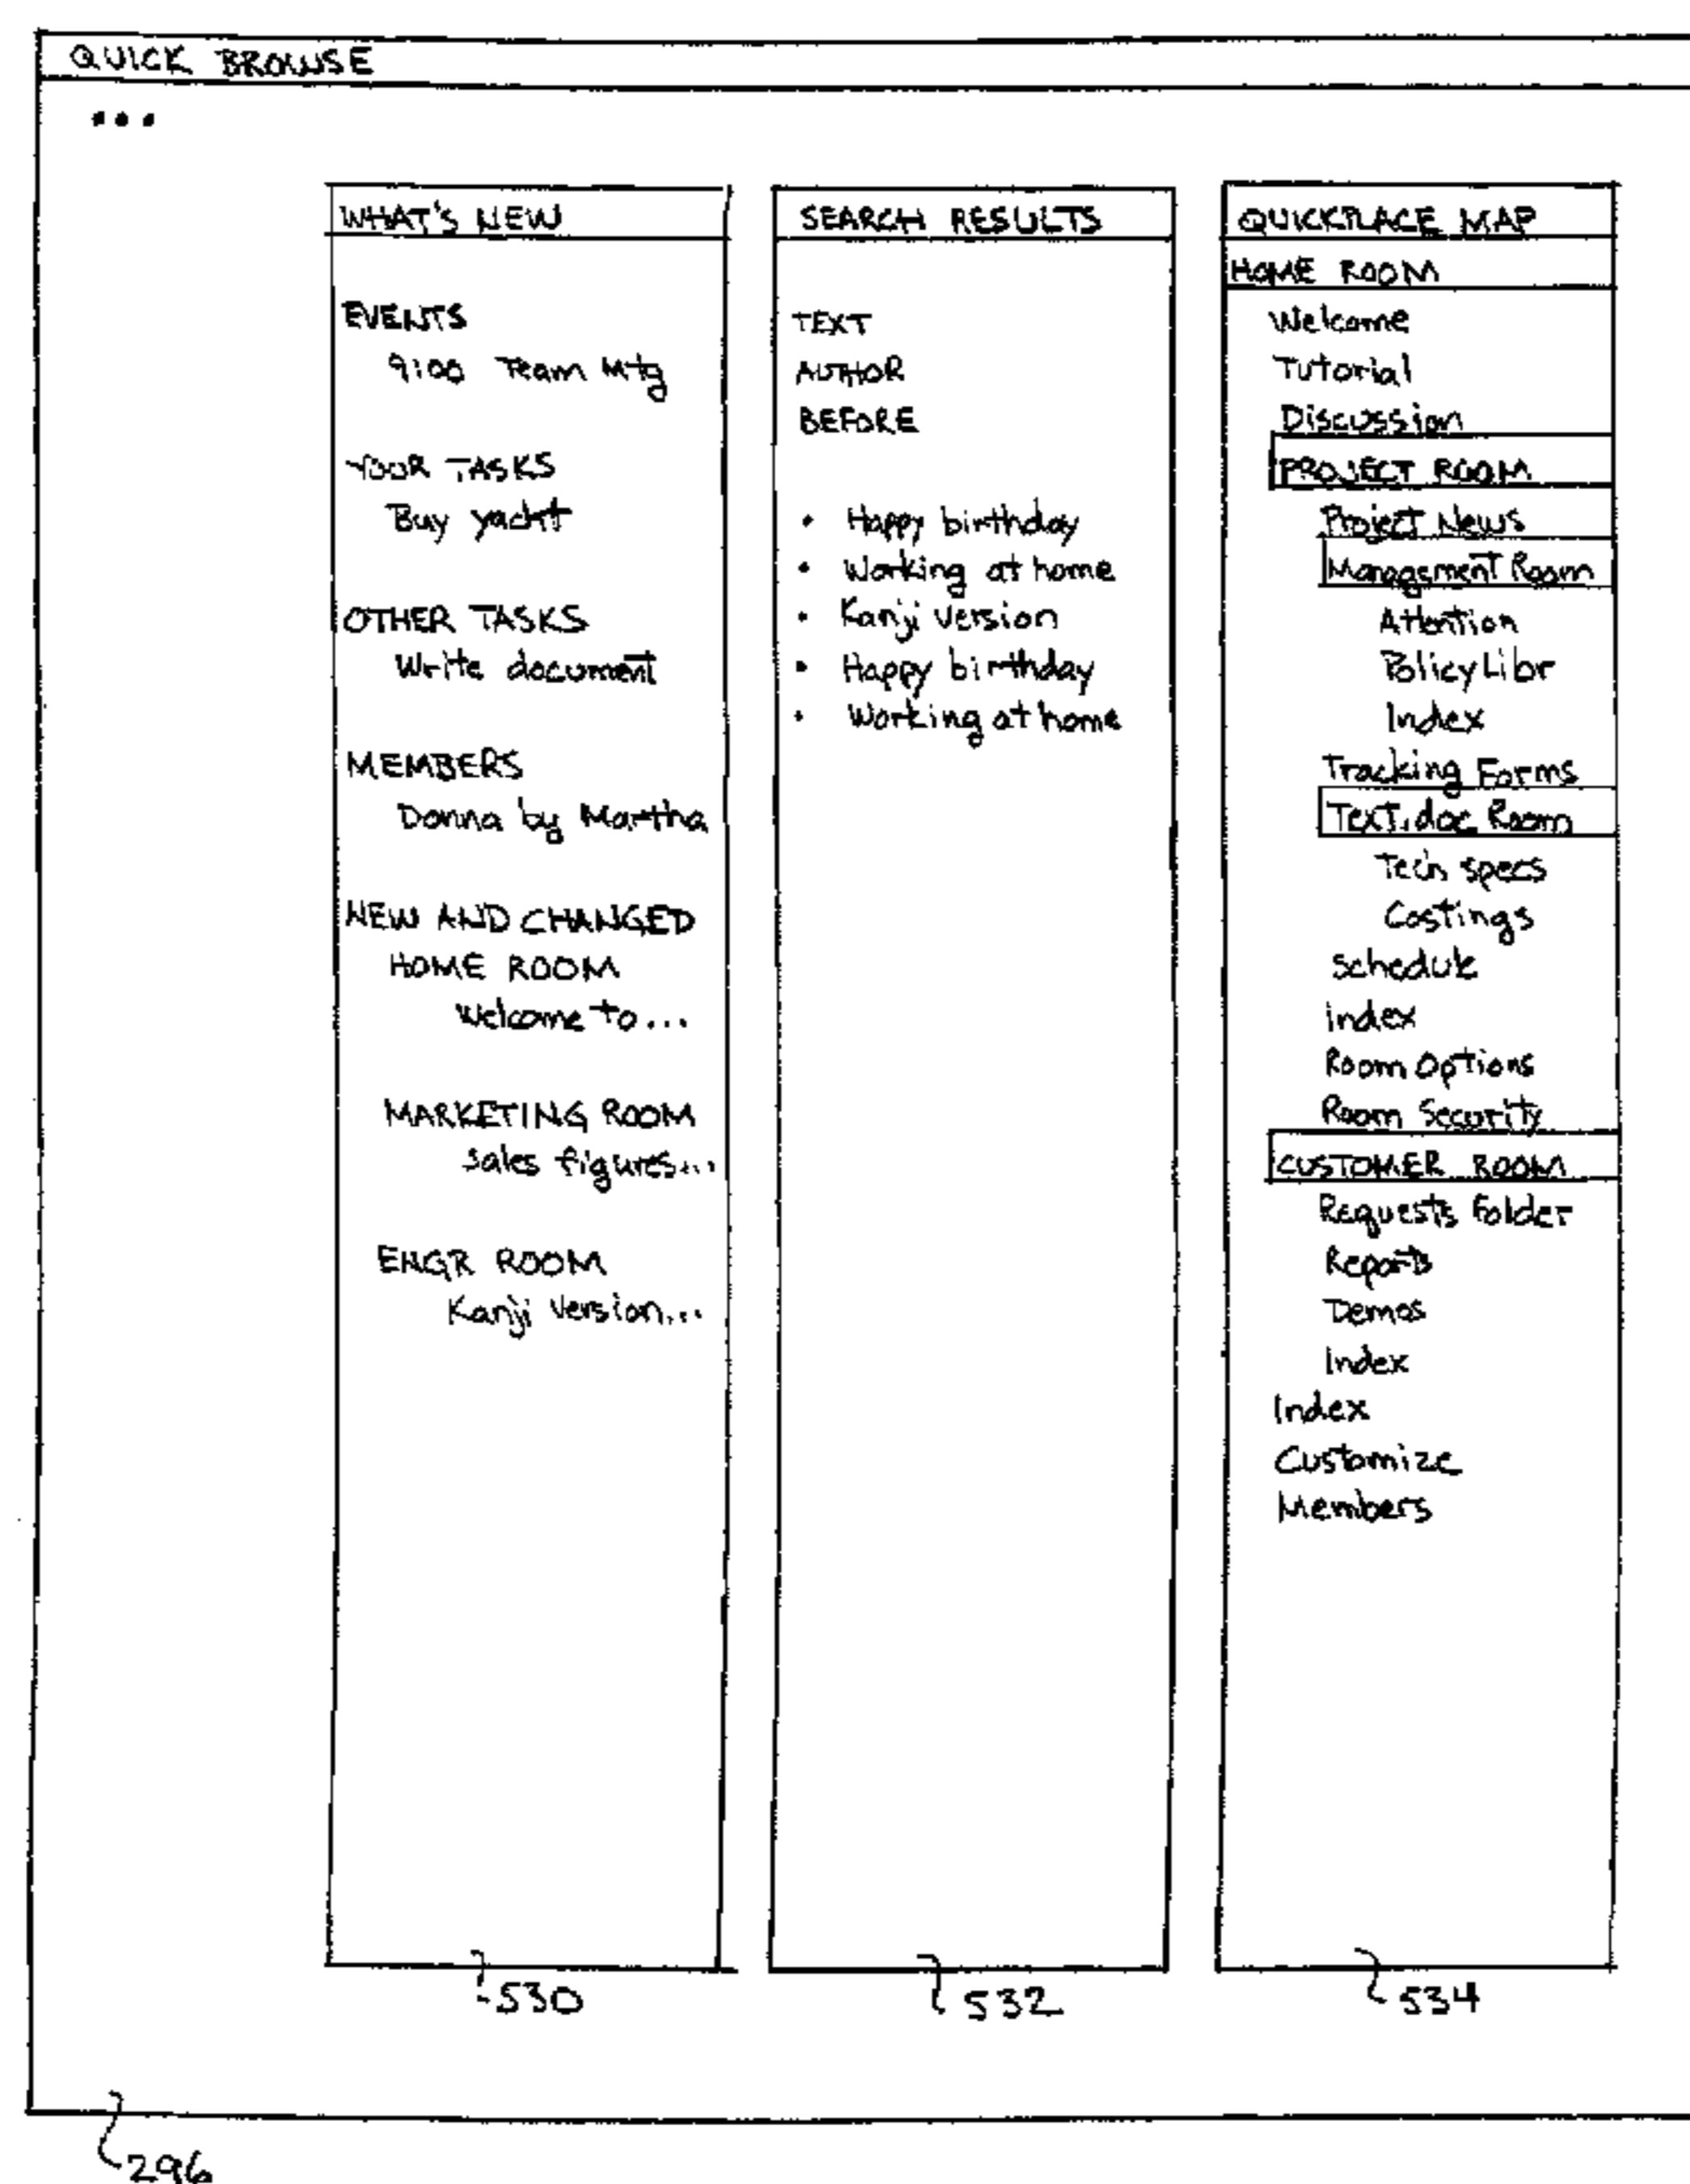 QUICK BROWSE
...
WHAT'S NEW
EVENTS
9:00 Team Mtg
YOUR TASKS
Buy yacht
OTHER TASKS
Write document
MEMBERS
Donna by Martha
NEW AND CHANGED
HOME ROOM
Welcome to...
MARKETING ROOM
Sales figures...
ENGR ROOM
Kanji Version...
530
SEARCH RESULTS
TEXT
AUTHOR
BEFORE
• Happy birthday
• Working at home
• Kanji version
• Happy birthday
• Working at home
532
QUICKPLACE MAP
HOME ROOM
Welcome
Tutorial
Discussion
PROJECT ROOM
Project News
Management Room
Attention
Policy Libr
Index
Tracking Forms
Text.doc Room
Tech specs
Costings
Schedule
Index
Room Options
Room Security
CUSTOMER ROOM
Requests Folder
Reports
Demos
Index
Index
Customize
Members
534
296